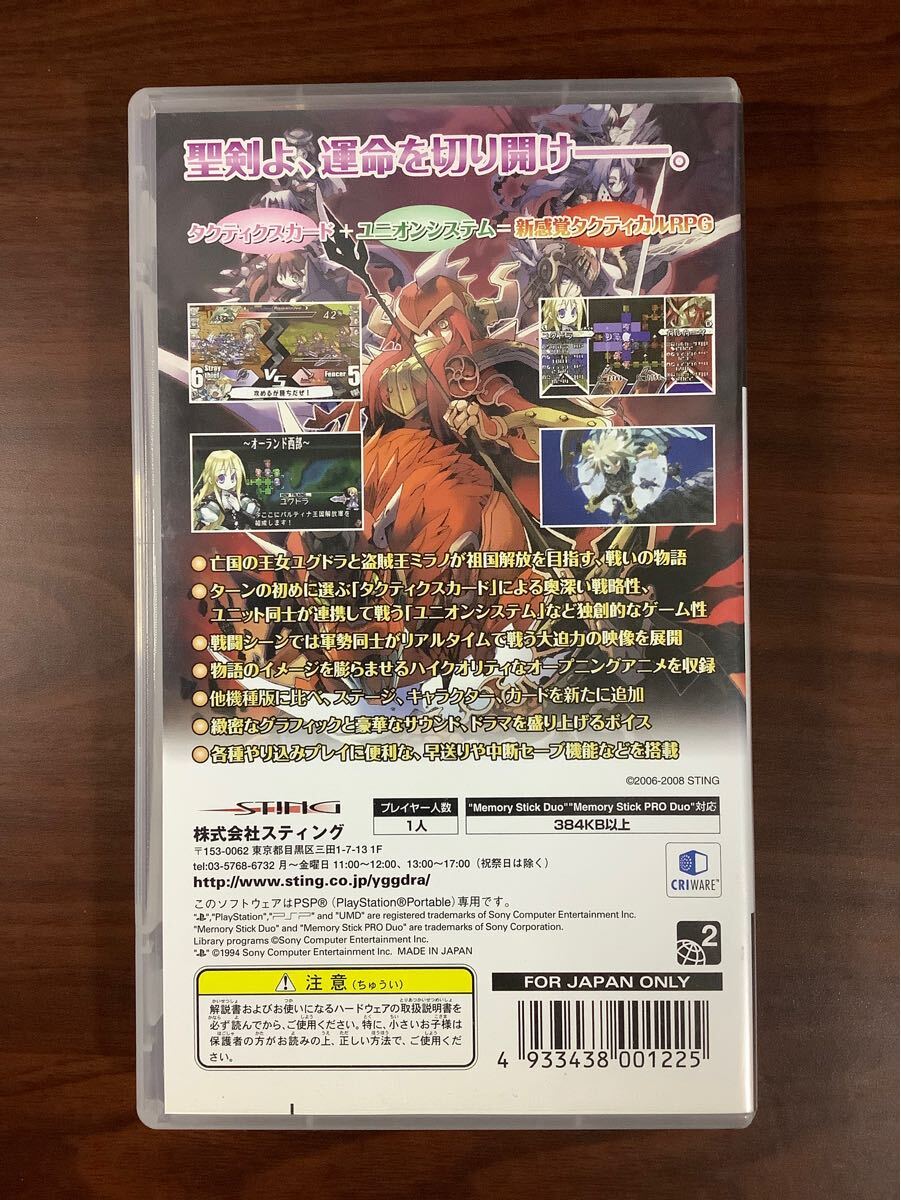 聖剣よ、運命を切り開け――。
タクティクスカード + ユニオンシステム = 新感覚タクティカルRPG
42
6 Stray thief VS Fencer 5
攻めるが勝ちだぜ！
～オーランド西部～
NOW TALKING
ユグドラ
今ここにパルティナ王国解放軍を
結成します！
●亡国の王女ユグドラと盗賊王ミラノが祖国解放を目指す、戦いの物語
●ターンの初めに選ぶ「タクティクスカード」による奥深い戦略性、
ユニット同士が連携して戦う「ユニオンシステム」など独創的なゲーム性
●戦闘シーンでは軍勢同士がリアルタイムで戦う大迫力の映像を展開
●物語のイメージを膨らませるハイクオリティなオープニングアニメを収録
●他機種版に比べ、ステージ、キャラクター、カードを新たに追加
●緻密なグラフィックと豪華なサウンド、ドラマを盛り上げるボイス
●各種やり込みプレイに便利な、早送りや中断セーブ機能などを搭載
©2006-2008 STING
STING
株式会社スティング
プレイヤー人数
1人
"Memory Stick Duo""Memory Stick PRO Duo"対応
384KB以上
〒153-0062 東京都目黒区三田1-7-13 1F
tel:03-5768-6732 月～金曜日 11:00～12:00、13:00～17:00（祝祭日は除く）
http://www.sting.co.jp/yggdra/
CRIWARE™
このソフトウェアはPSP®（PlayStation®Portable）専用です。
"","PlayStation","PSP" and "UMD" are registered trademarks of Sony Computer Entertainment Inc.
"Memory Stick Duo" and "Memory Stick PRO Duo" are trademarks of Sony Corporation.
Library programs ©Sony Computer Entertainment Inc.
"" ©1994 Sony Computer Entertainment Inc. MADE IN JAPAN
2
FOR JAPAN ONLY
注意（ちゅうい）
解説書およびお使いになるハードウェアの取扱説明書を
必ず読んでから、ご使用ください。特に、小さいお子様は
保護者の方がお読みの上、正しい方法で、ご使用くだ
さい。
4 933438 001225